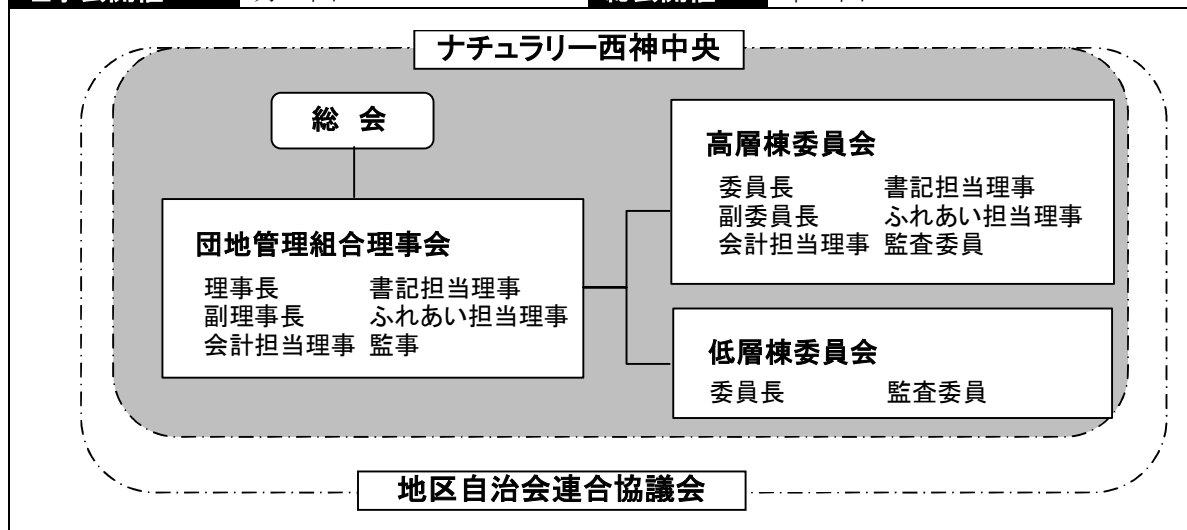 ナチュラリー西神中央
総 会
団地管理組合理事会
理事長 書記担当理事
副理事長 ふれあい担当理事
会計担当理事 監事
高層棟委員会
委員長 書記担当理事
副委員長 ふれあい担当理事
会計担当理事 監査委員
低層棟委員会
委員長 監査委員
地区自治会連合協議会